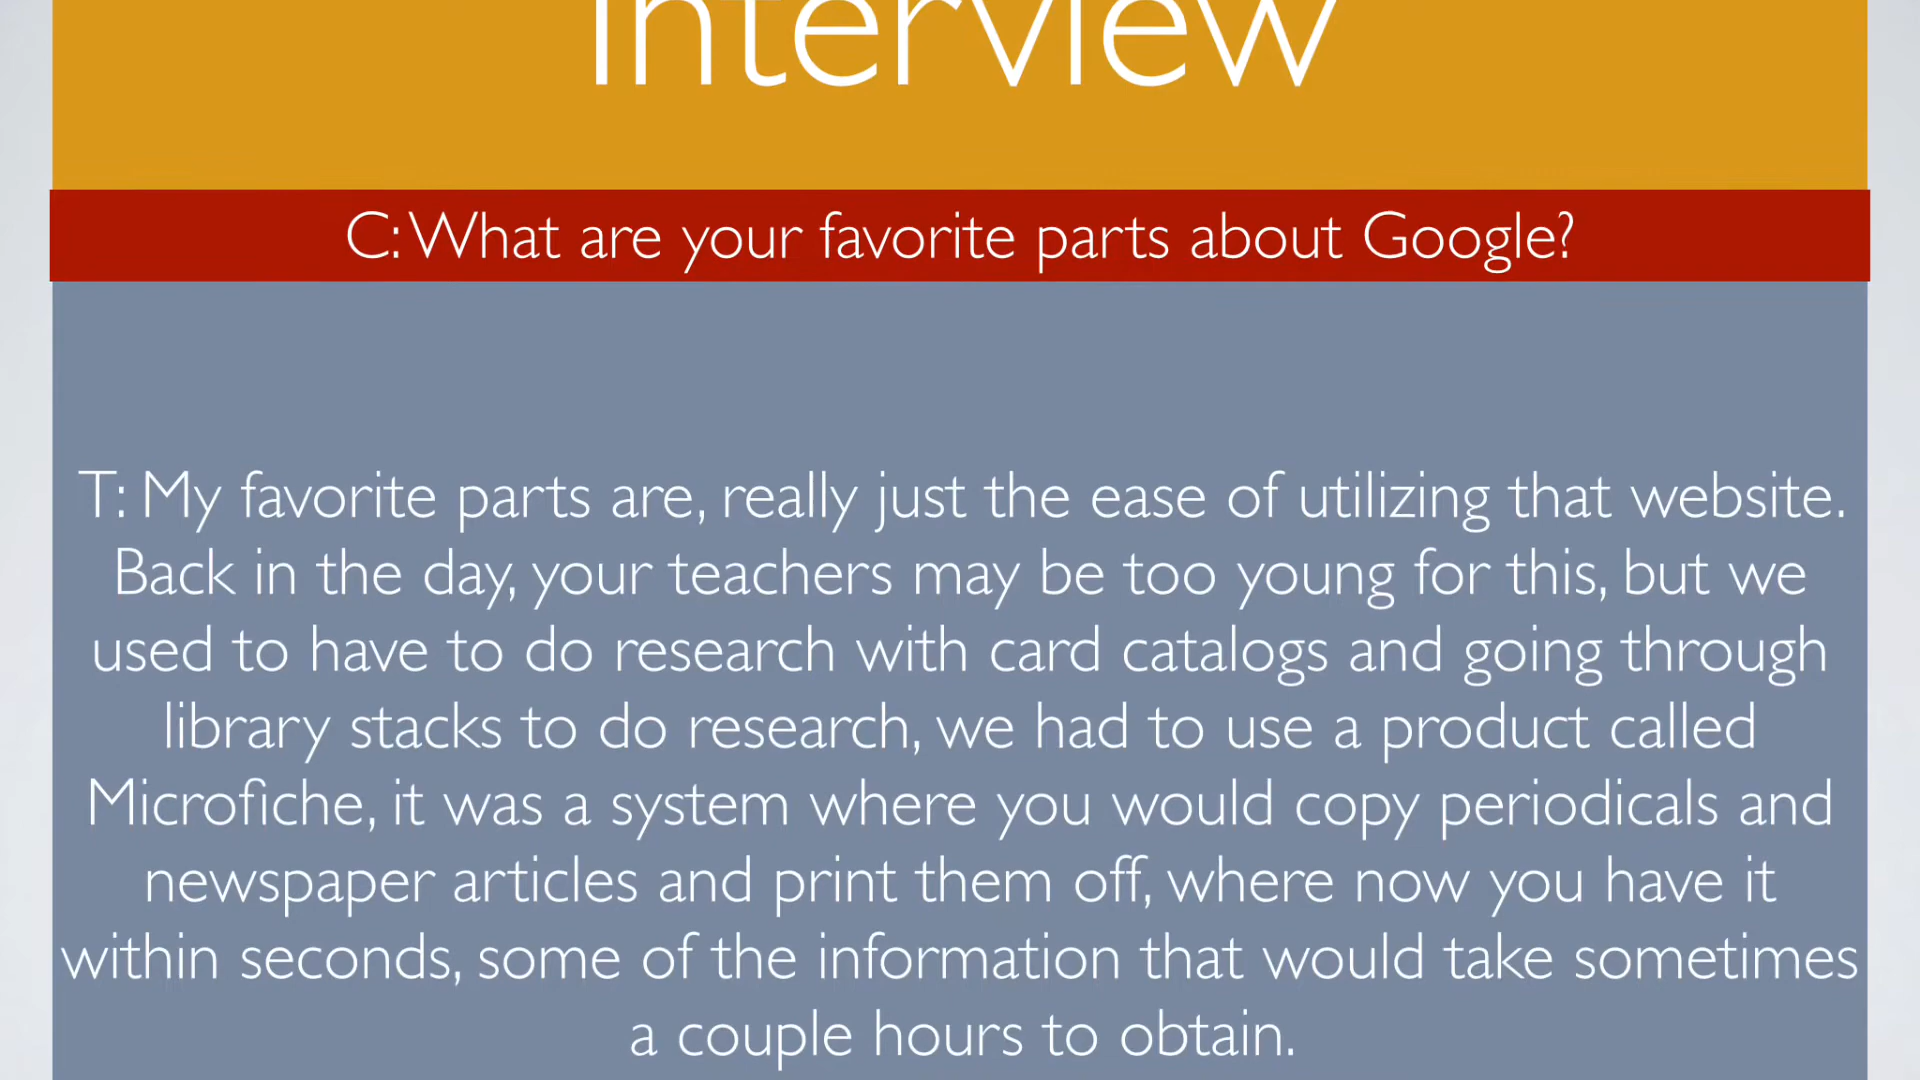 Interview
C: What are your favorite parts about Google?
T: My favorite parts are, really just the ease of utilizing that website.
Back in the day, your teachers may be too young for this, but we
used to have to do research with card catalogs and going through
library stacks to do research, we had to use a product called
Microfiche, it was a system where you would copy periodicals and
newspaper articles and print them off, where now you have it
within seconds, some of the information that would take sometimes
a couple hours to obtain.